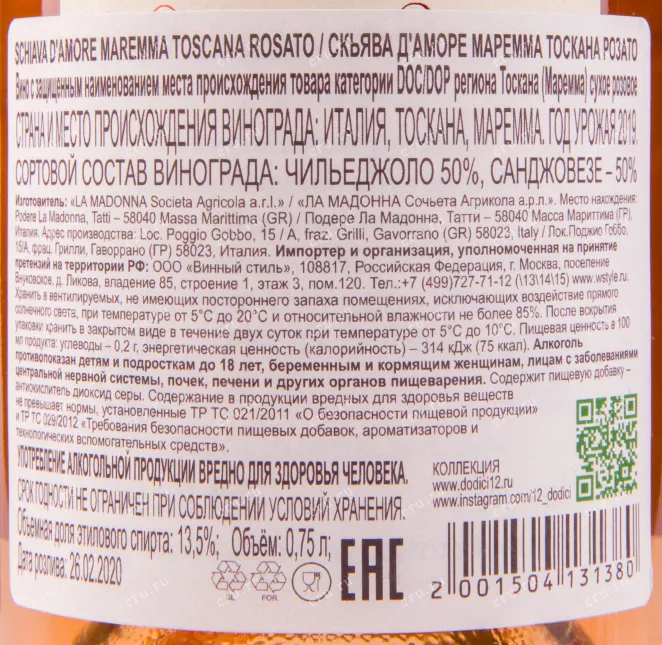 SCHIAVA D'AMORE MAREMMA TOSCANA ROSATO / СКЬЯВА Д'АМОРЕ МАРЕММА ТОСКАНА РОЗАТО
Вино с защищенным наименованием места происхождения товара категории DOC/DOP региона Тоскана (Маремма) сухое розовое
СТРАНА И МЕСТО ПРОИСХОЖДЕНИЯ ВИНОГРАДА: ИТАЛИЯ, ТОСКАНА, МАРЕММА. ГОД УРОЖАЯ 2019.
СОРТОВОЙ СОСТАВ ВИНОГРАДА: ЧИЛЬЕДЖОЛО 50%, САНДЖОВЕЗЕ – 50%
Изготовитель: «LA MADONNA Societa Agricola a.r.l.» / «ЛА МАДОННА Сочьета Агрикола а.р.л.». Место нахождения:
Podere La Madonna, Tatti – 58040 Massa Marittima (GR) / Подере Ла Мадонна, Татти – 58040 Масса Мариттима (ГР),
Италия. Адрес производства: Loc. Poggio Gobbo, 15 / A, fraz. Grilli, Gavorrano (GR) 58023, Italy / Лок.Поджио Гоббо,
15/А, фрац. Грилли, Гаворрано (ГР) 58023, Италия. Импортер и организация, уполномоченная на принятие
претензий на территории РФ: ООО «Винный стиль», 108817, Российская Федерация, г. Москва, поселение
Внуковское, д. Пикова, владение 85, строение 1, этаж 3, пом.120. Тел.:+7 (499)727-71-12 (\13\14\15) www.wstyle.ru.
Хранить в вентилируемых, не имеющих постороннего запаха помещениях, исключающих воздействие прямого
солнечного света, при температуре от 5°С до 20°С и относительной влажности не более 85%. После вскрытия
упаковки хранить в закрытом виде в течение двух суток при температуре от 5°С до 10°С. Пищевая ценность в 100
мл продукта: углеводы – 0,2 г, энергетическая ценность (калорийность) – 314 кДж (75 ккал). Алкоголь
противопоказан детям и подросткам до 18 лет, беременным и кормящим женщинам, лицам с заболеваниями
центральной нервной системы, почек, печени и других органов пищеварения. Содержит пищевую добавку –
антиокислитель диоксид серы. Содержание в продукции вредных для здоровья веществ
не превышает нормы, установленные ТР ТС 021/2011 «О безопасности пищевой продукции»
и ТР ТС 029/2012 «Требования безопасности пищевых добавок, ароматизаторов и
технологических вспомогательных средств».
УПОТРЕБЛЕНИЕ АЛКОГОЛЬНОЙ ПРОДУКЦИИ ВРЕДНО ДЛЯ ЗДОРОВЬЯ ЧЕЛОВЕКА.
СРОК ГОДНОСТИ НЕ ОГРАНИЧЕН ПРИ СОБЛЮДЕНИИ УСЛОВИЙ ХРАНЕНИЯ.
Объемная доля этилового спирта: 13,5%; Объём: 0,75 л;
Дата розлива: 26.02.2020
GL
FOR
EAC
КОЛЛЕКЦИЯ
www.dodici12.ru
www.instagram.com/12_dodici
2 001504 131380
cru.ru